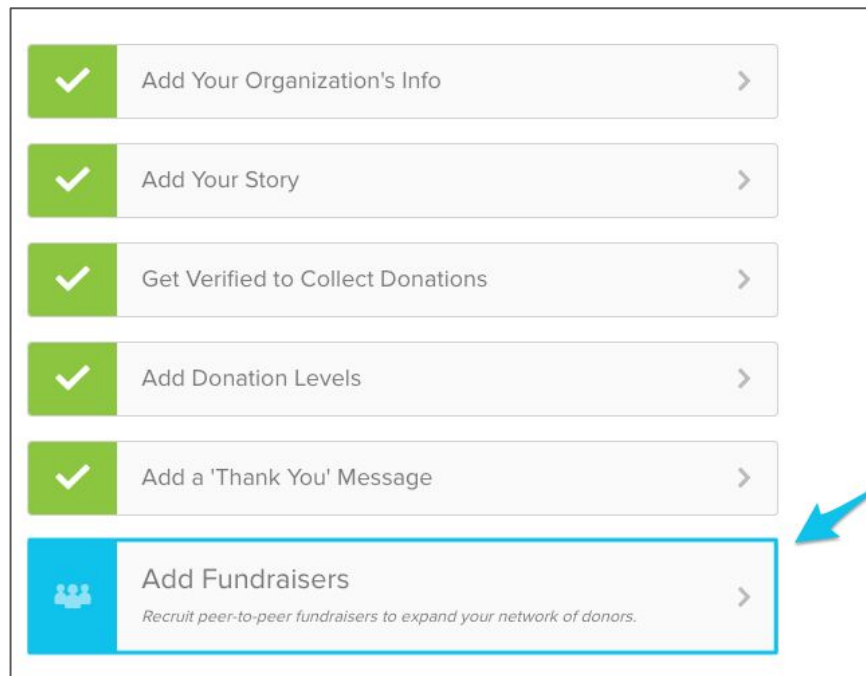 Add Your Organization's Info
Add Your Story
Get Verified to Collect Donations
Add Donation Levels
Add a 'Thank You' Message
Add Fundraisers
Recruit peer-to-peer fundraisers to expand your network of donors.